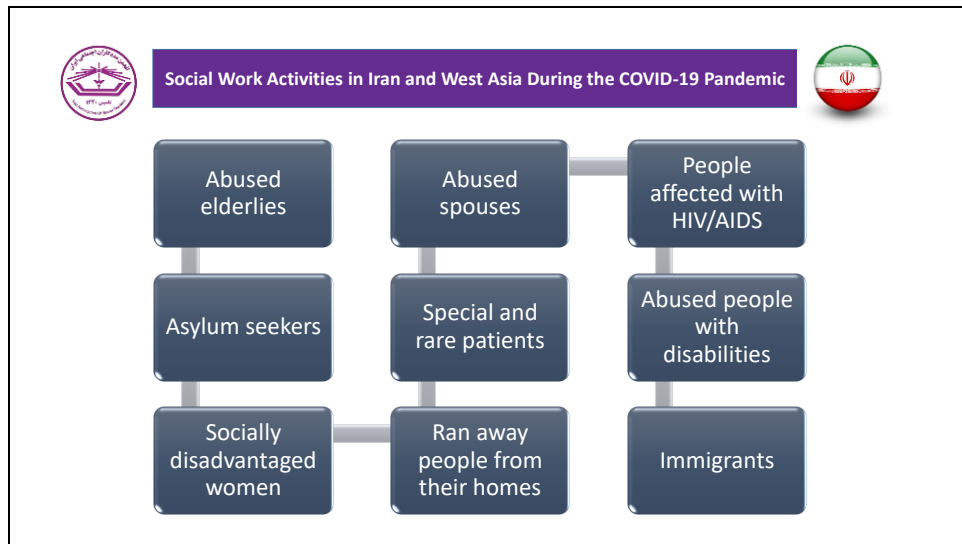 Social Work Activities in Iran and West Asia During the COVID-19 Pandemic
Abused
elderlies
Asylum seekers
Socially
disadvantaged
women
Ran away
people from
their homes
Special and
rare patients
Abused
spouses
People
affected with
HIV/AIDS
Abused people
with
disabilities
Immigrants